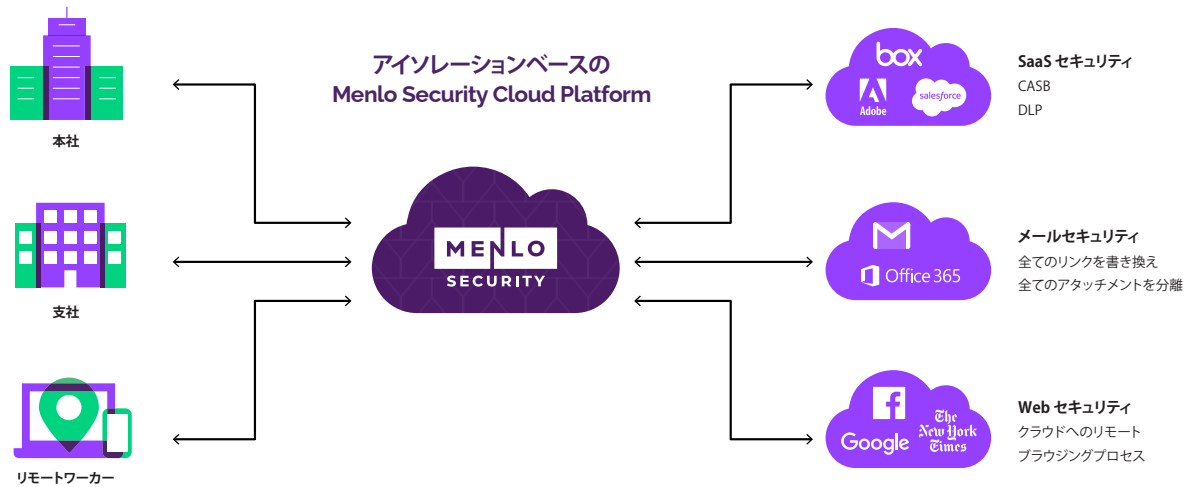 アイソレーションベースの
Menlo Security Cloud Platform
本社
支社
リモートワーカー
MENLO
SECURITY
box
Adobe
salesforce
SaaS セキュリティ
CASB
DLP
M
Office 365
メールセキュリティ
全てのリンクを書き換え
全てのアタッチメントを分離
f
Google
The
New York
Times
Web セキュリティ
クラウドへのリモート
ブラウジングプロセス